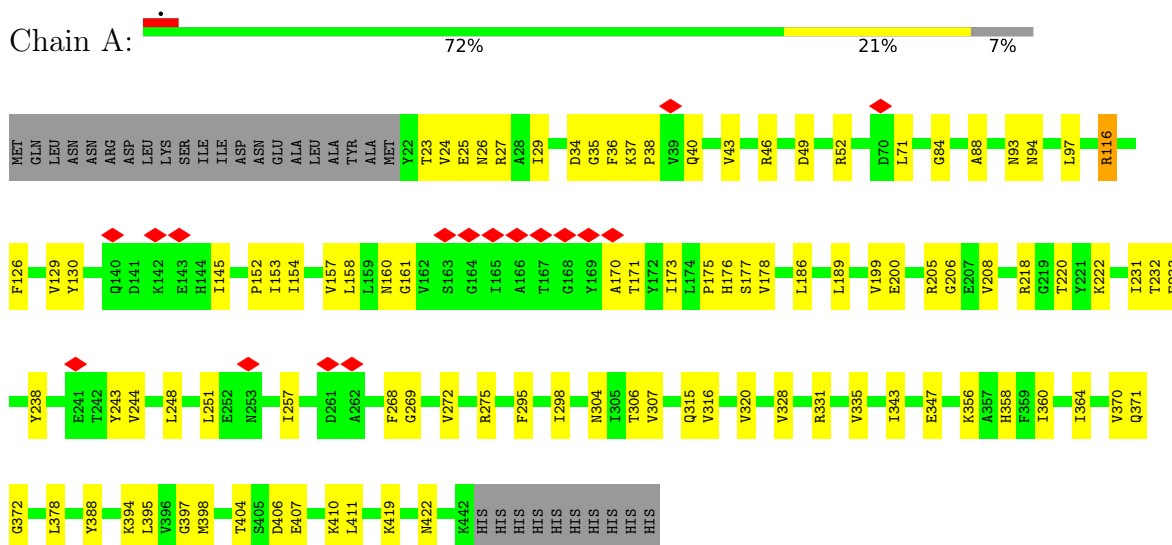 Chain A:
72% 21% 7%
MET GLN LEU ASN ASN ARG ASP LEU LYS SER ILE ILE ASP ASN GLU ALA LEU ALA TYR ALA MET Y22 T23 V24 E25 N26 R27 A28 I29 D34 G35 F36 K37 P38 V39 Q40 V43 R46 D49 R52 D70 L71 G84 A88 N93 N94 L97 R116
F126 V129 Y130 Q140 D141 K142 E143 H144 I145 P152 I153 I154 V157 L158 L159 N160 G161 V162 S163 G164 I165 A166 T167 G168 Y169 A170 T171 Y172 I173 L174 P175 H176 S177 V178 L186 L189 V199 E200 R205 G206 E207 V208 R218 G219 T220 Y221 K222 I231 T232
Y238 E241 T242 Y243 V244 L248 L251 E252 N253 I257 D261 A262 F268 G269 V272 R275 F295 I298 N304 I305 T306 V307 Q315 V316 V320 V328 R331 V335 I343 E347 K356 A357 H358 F359 I360 I364 V370 Q371
G372 L378 Y388 K394 L395 V396 G397 M398 T404 S405 D406 E407 K410 L411 K419 N422 K442 HIS HIS HIS HIS HIS HIS HIS HIS HIS HIS